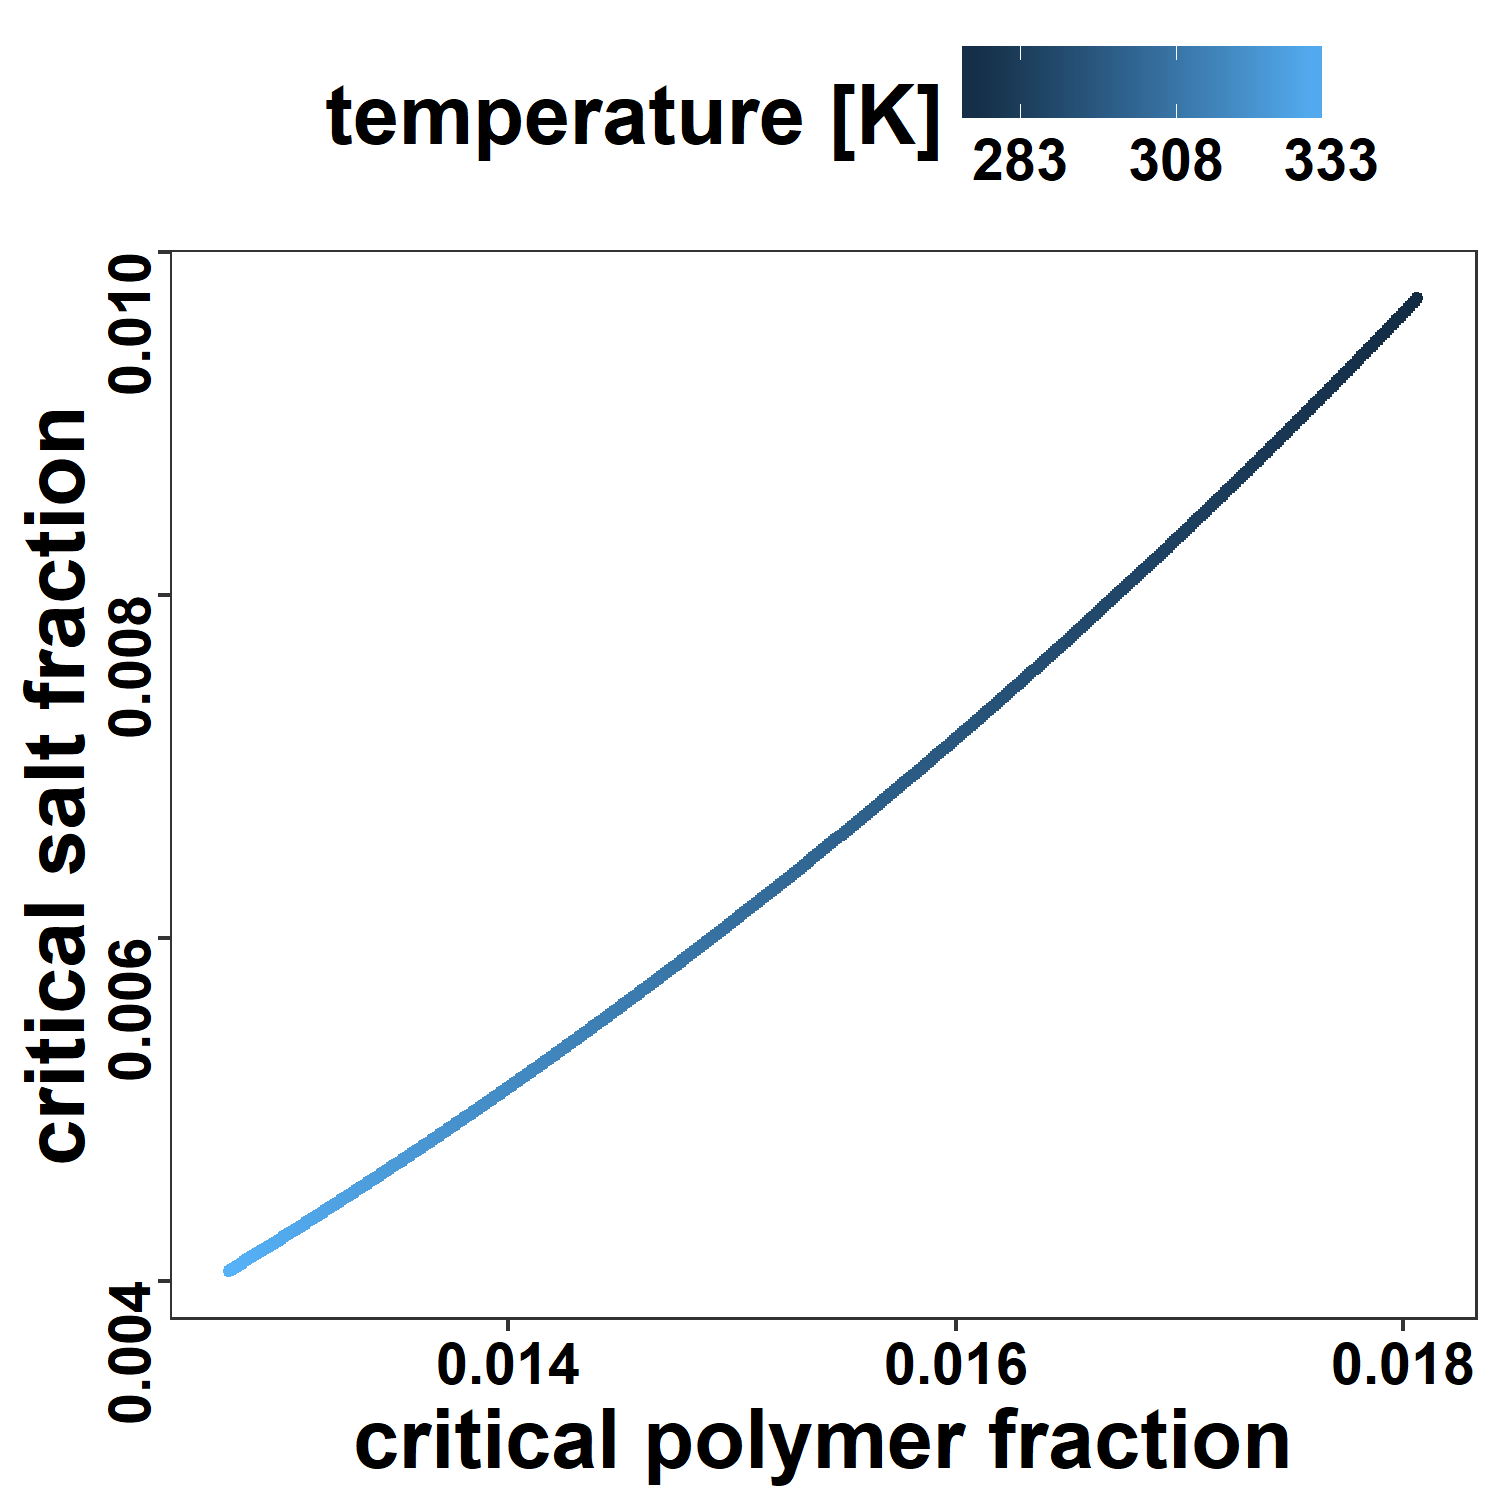 temperature [K]
283 308 333
critical salt fraction
0.010
0.008
0.006
0.004
0.014 0.016 0.018
critical polymer fraction